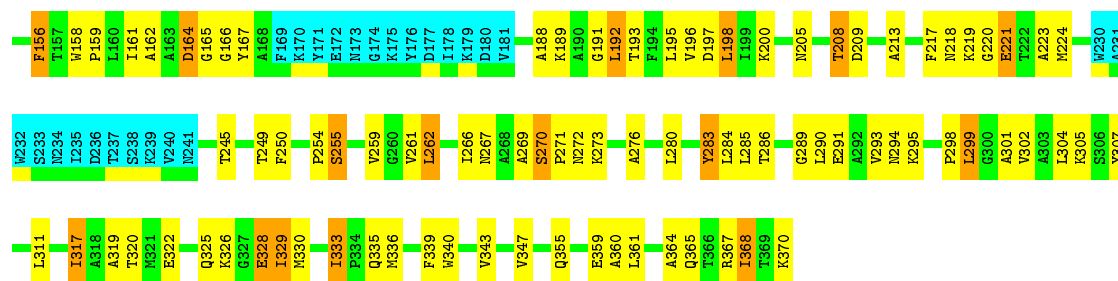 F156 T157 W158 P159 L160 I161 A162 A163 D164 G165 G166 Y167 A168 F169 K170 Y171 E172 N173 G174 K175 Y176 D177 I178 K179 D180 V181 A188 K189 A190 G191 L192 T193 F194 L195 V196 D197 L198 I199 K200 N205 T208 D209 A213 F217 N218 K219 G220 E221 T222 A223 M224 W230 A231
W232 S233 N234 I235 D236 T237 S238 K239 V240 N241 T245 T249 F250 P254 S255 V259 G260 V261 L262 I266 N267 A268 A269 S270 P271 N272 K273 A276 L280 Y283 L284 L285 T286 G289 L290 E291 A292 V293 N294 K295 P298 L299 G300 A301 V302 A303 L304 K305 S306 Y307
L311 I317 A318 A319 T320 M321 E322 Q325 K326 G327 E328 I329 M330 I333 P334 Q335 M336 F339 W340 V343 V347 Q355 E359 A360 L361 A364 Q365 T366 R367 I368 T369 K370